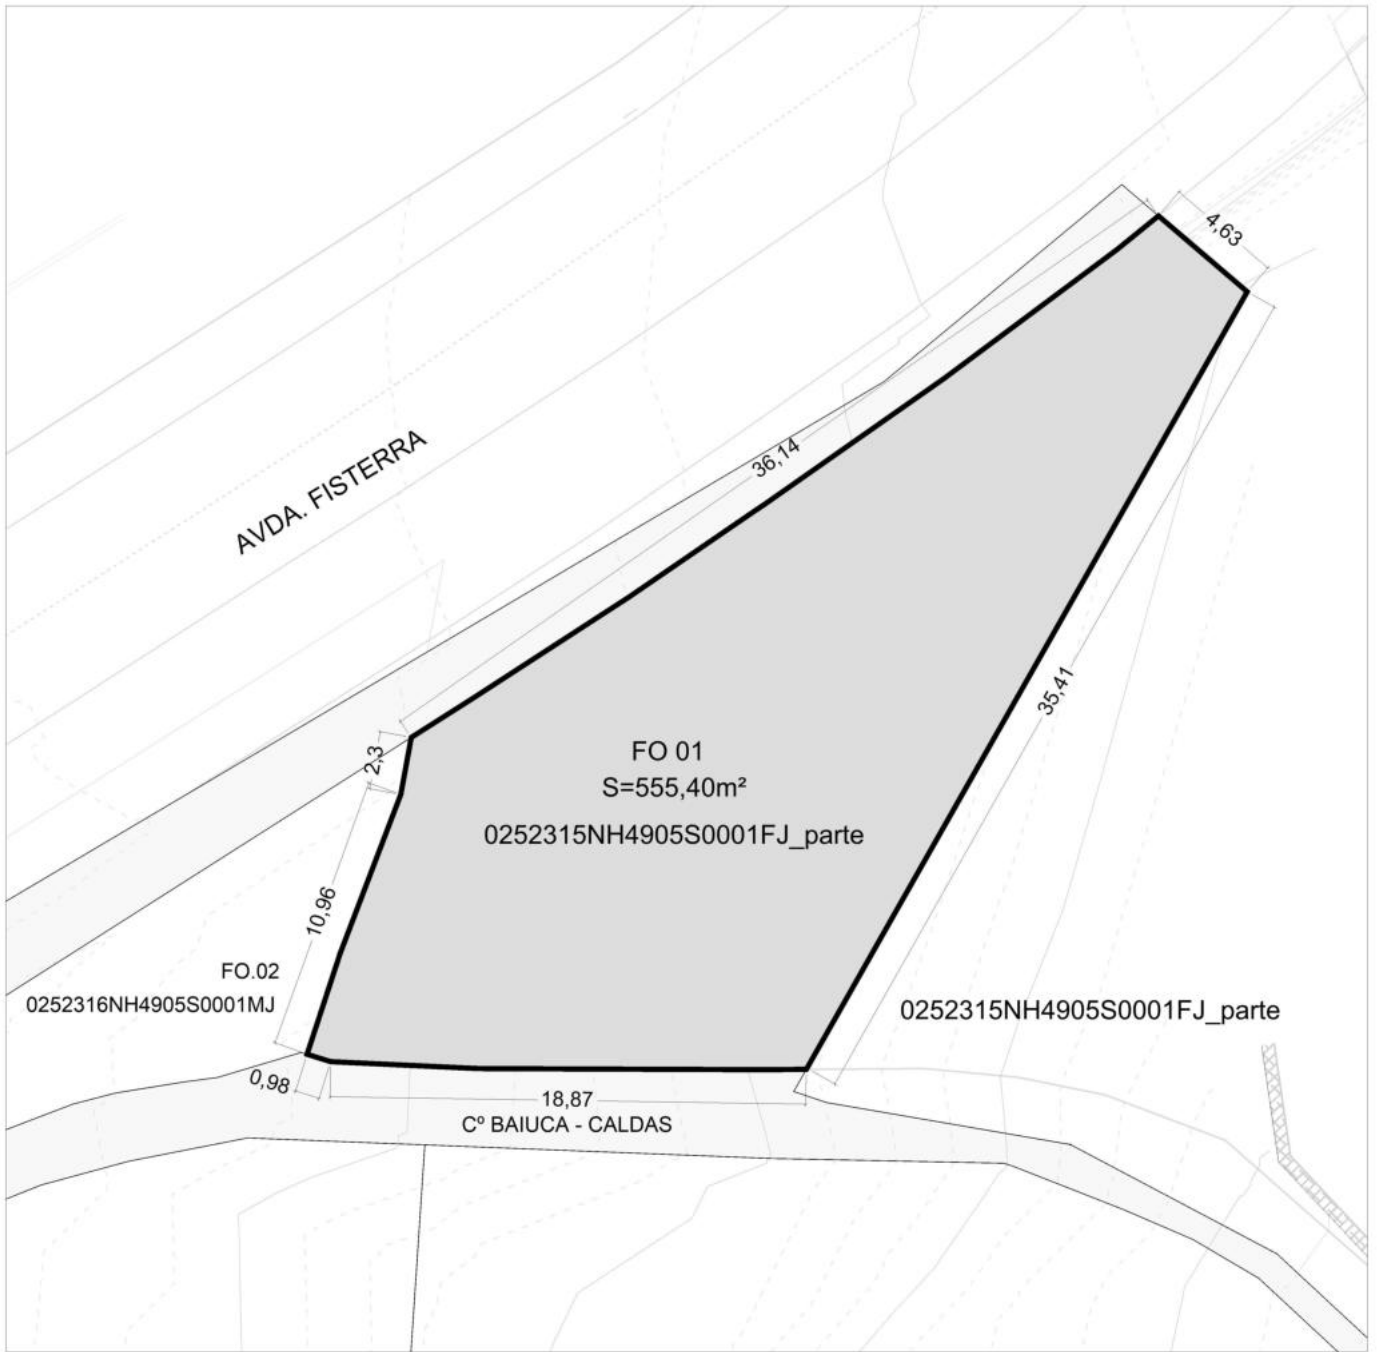 4,63
36,14
AVDA. FISTERRA
35,41
2,3
FO 01
S=555,40m²
0252315NH4905S0001FJ_parte
10,96
FO.02
0252316NH4905S0001MJ
0252315NH4905S0001FJ_parte
0,98
18,87
Cº BAIUCA - CALDAS